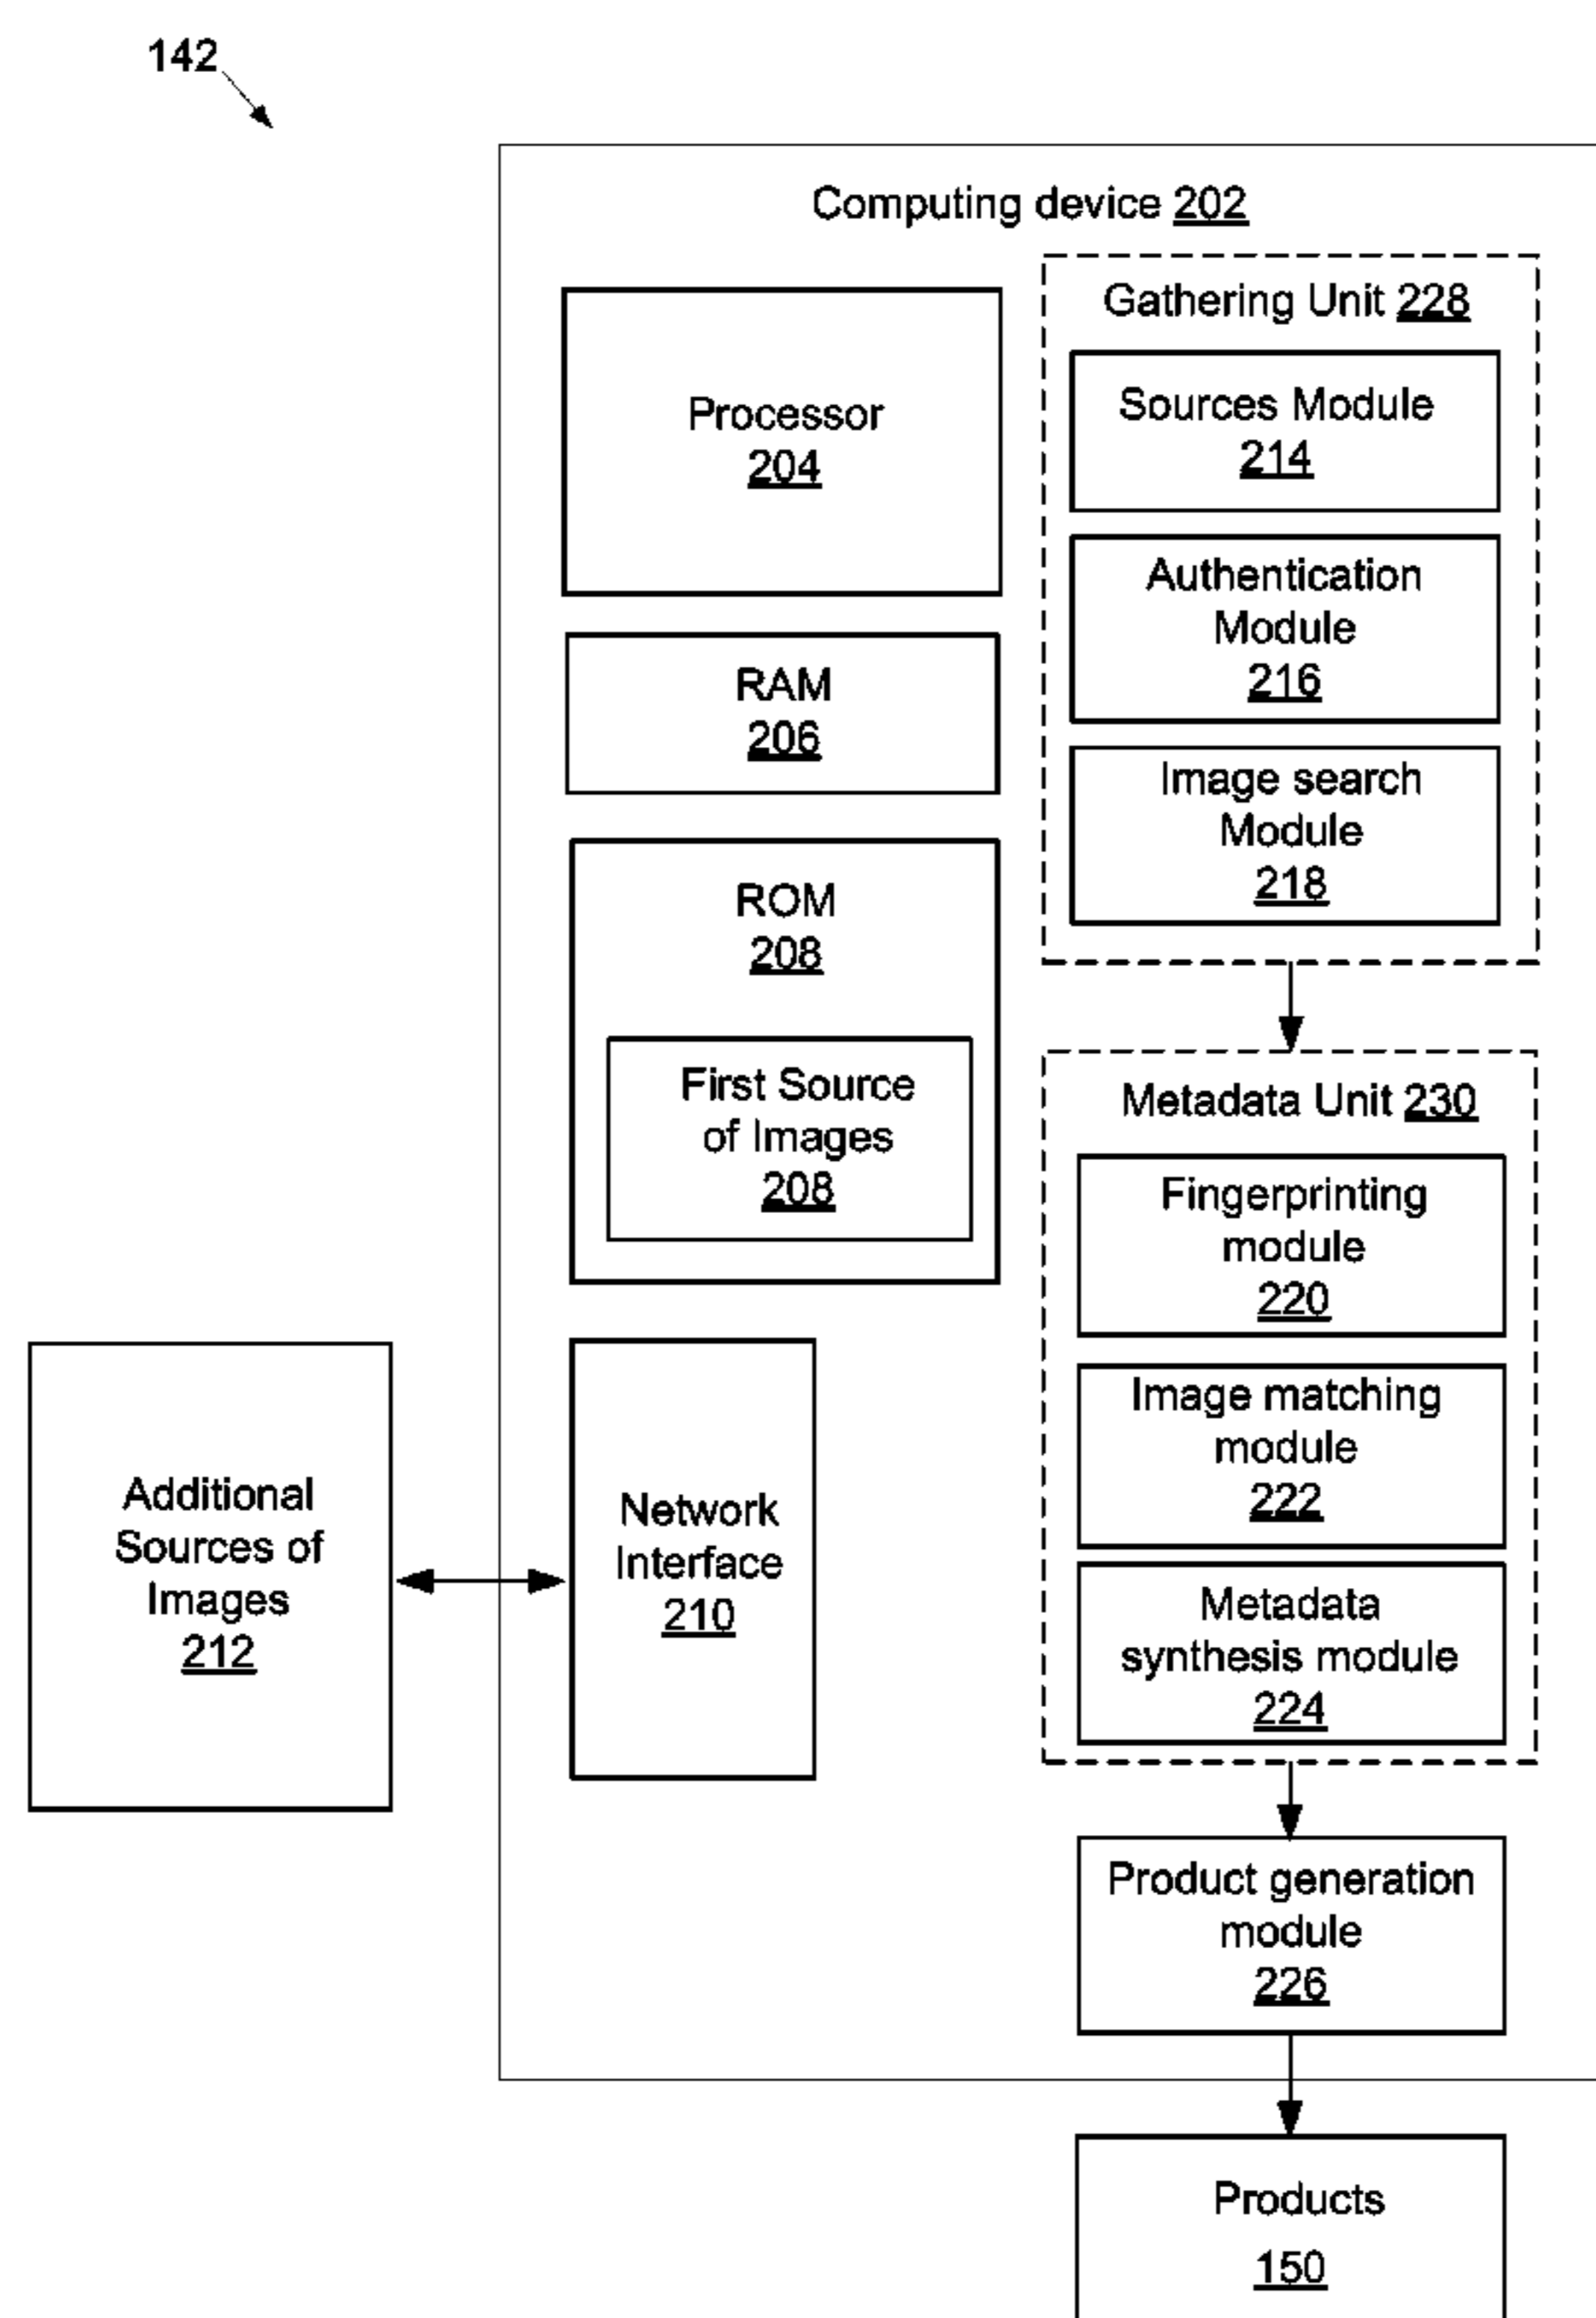 142
Computing device 202
Processor
204
RAM
206
ROM
208
First Source
of Images
208
Network
Interface
210
Additional
Sources of
Images
212
Gathering Unit 228
Sources Module
214
Authentication
Module
216
Image search
Module
218
Metadata Unit 230
Fingerprinting
module
220
Image matching
module
222
Metadata
synthesis module
224
Product generation
module
226
Products
150